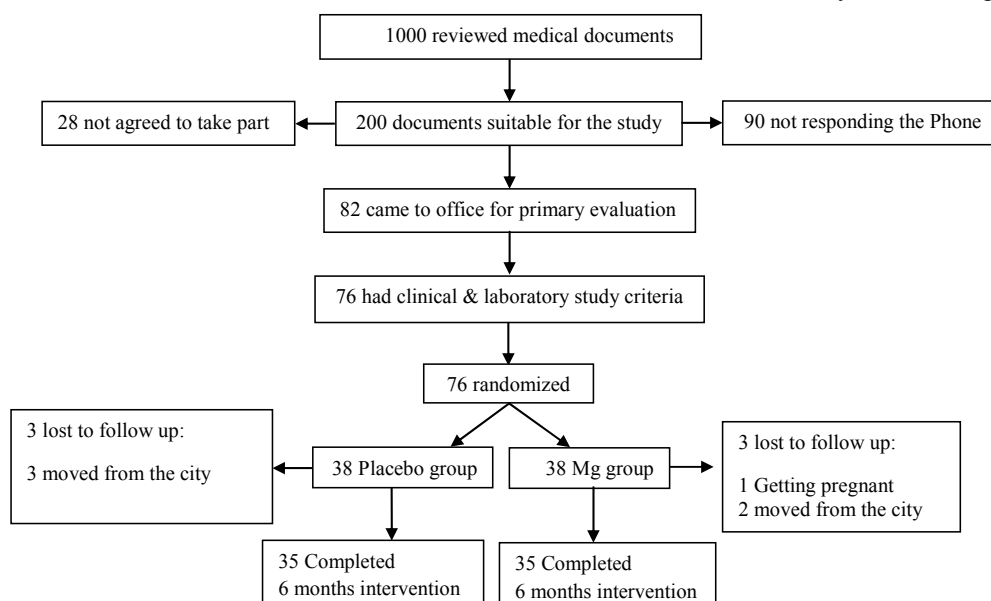 1000 reviewed medical documents
28 not agreed to take part
200 documents suitable for the study
90 not responding the Phone
82 came to office for primary evaluation
76 had clinical & laboratory study criteria
76 randomized
3 lost to follow up:
3 moved from the city
38 Placebo group
38 Mg group
3 lost to follow up:
1 Getting pregnant
2 moved from the city
35 Completed
6 months intervention
35 Completed
6 months intervention